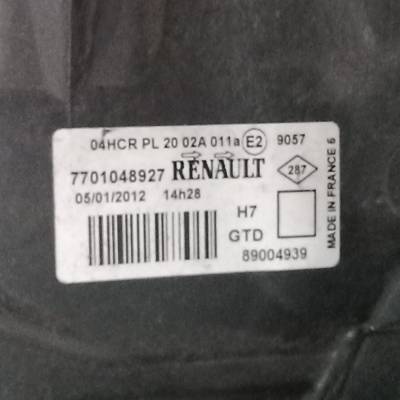 04HCR PL 20 02A 011a E2 9057
7701048927 RENAULT 287
05/01/2012 14h28
H7
GTD
89004939
MADE IN FRANCE 6